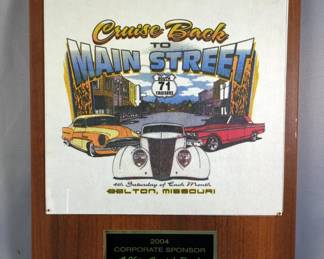 Cruise Back
TO
MAIN STREET
ROUTE
71
CRUISERS
4th Saturday of Each Month
BELTON, MISSOURI
2004
CORPORATE SPONSOR